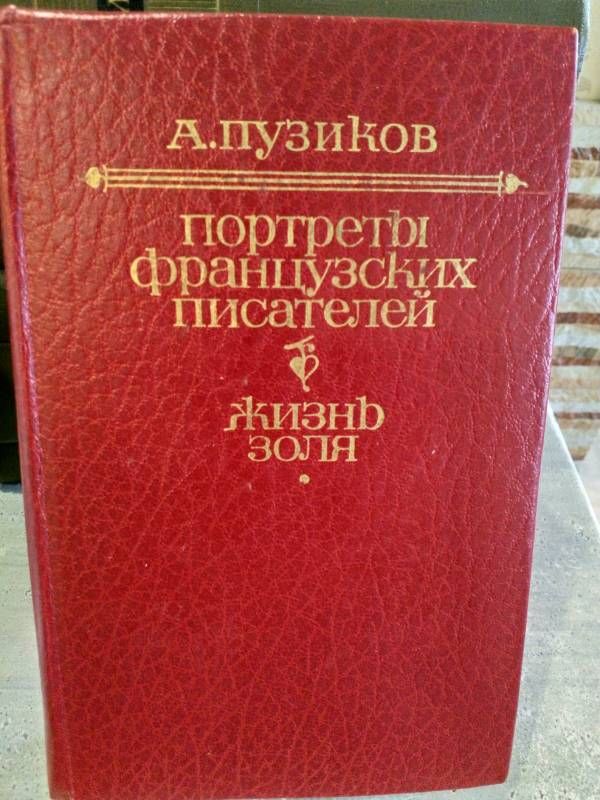 А. ПУЗИКОВ
ПОРТРЕТЫ
ФРАНЦУЗСКИХ
ПИСАТЕЛЕЙ
ЖИЗНЬ
ЗОЛЯ